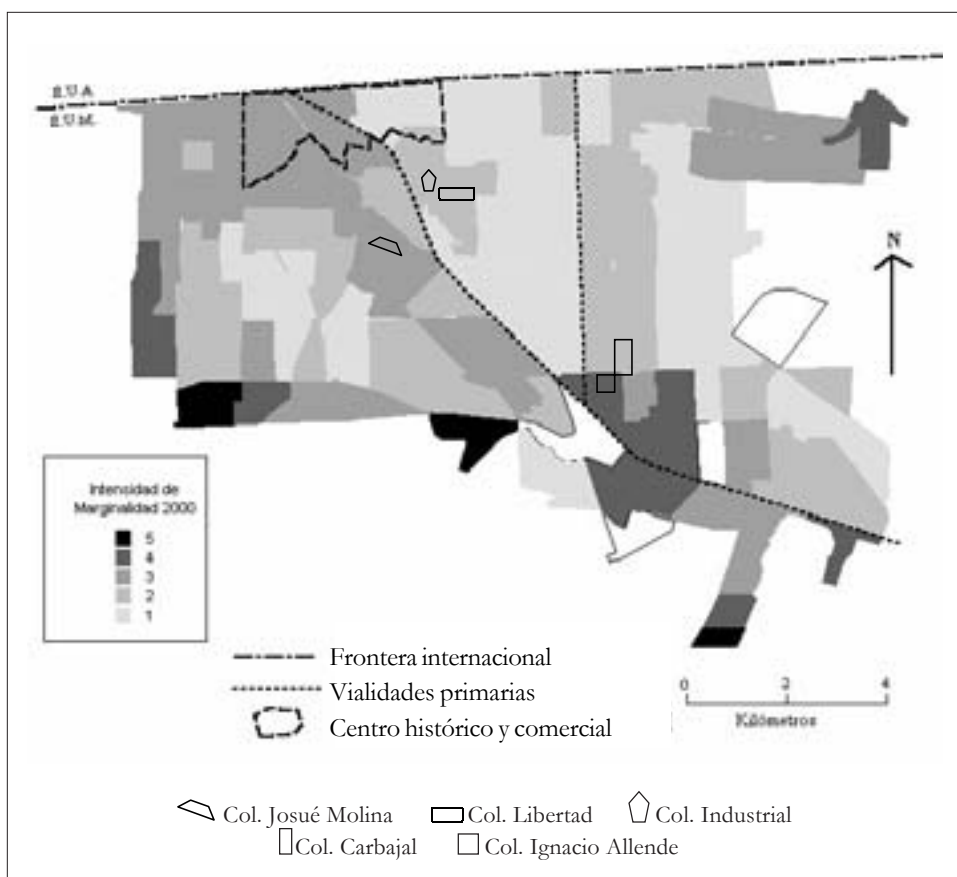 E.U.A.
E.U.M.
N
Intensidad de
Marginalidad 2000
5
4
3
2
1
Frontera internacional
Vialidades primarias
Centro histórico y comercial
0 2 4
Kilómetros
Col. Josué Molina Col. Libertad Col. Industrial
Col. Carbajal Col. Ignacio Allende